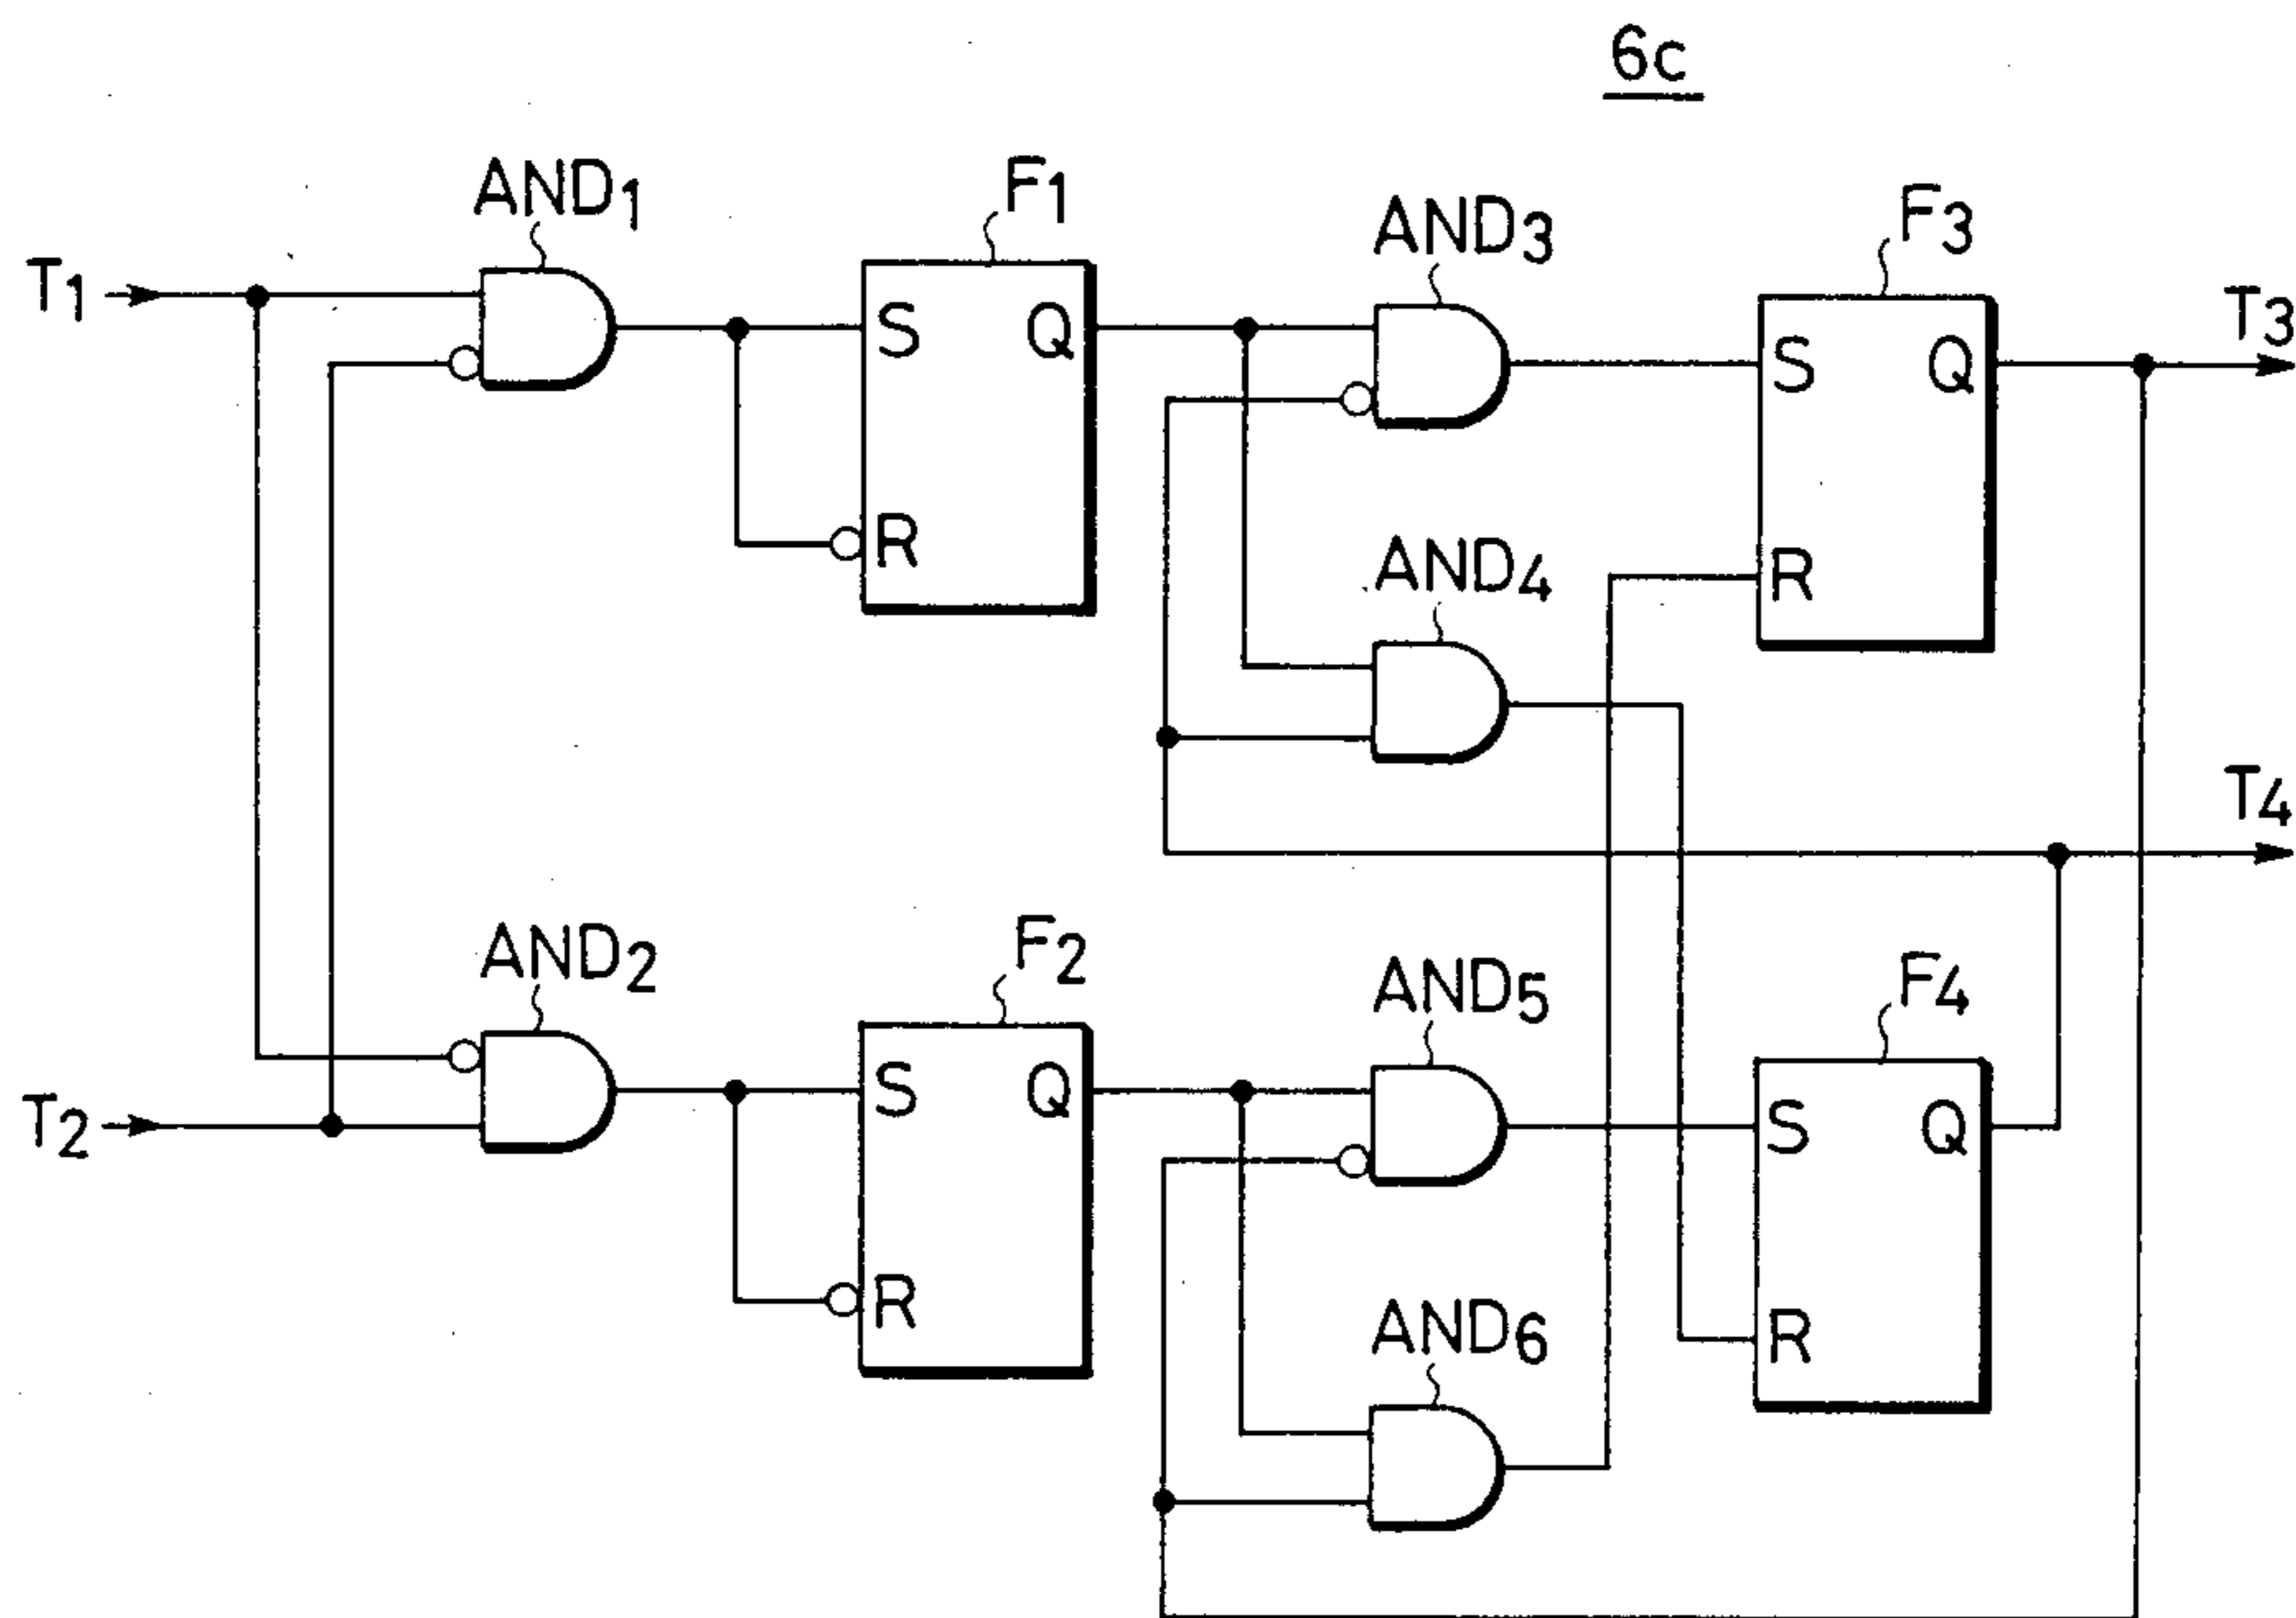 6c
AND1
F1
AND3
F3
T1
T3
S
Q
S
Q
R
AND4
R
T4
AND2
F2
AND5
F4
T2
S
Q
S
Q
R
AND6
R